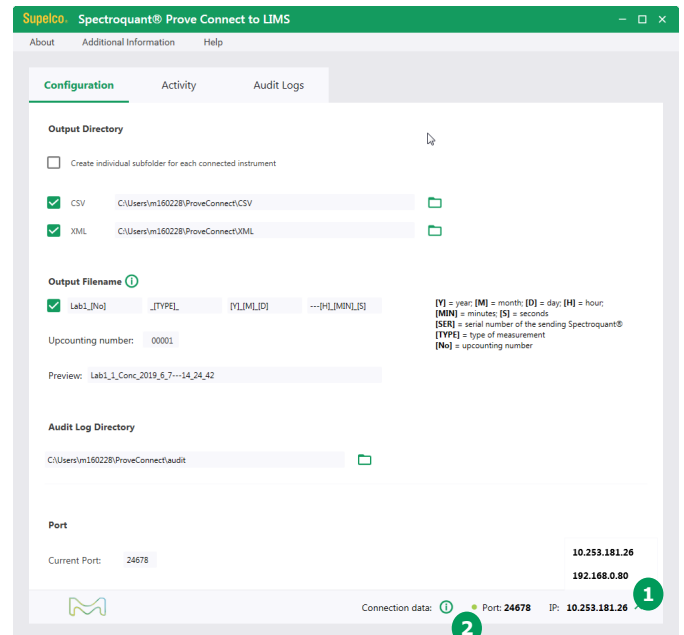 Supelco. Spectroquant® Prove Connect to LIMS
About Additional Information Help
Configuration Activity Audit Logs
Output Directory
Create individual subfolder for each connected instrument
CSV C:\Users\m160228\ProveConnect\CSV
XML C:\Users\m160228\ProveConnect\XML
Output Filename
Lab1_[No] _[TYPE]_ [Y]_[M]_[D] ---[H]_[MIN]_[S]
[Y] = year; [M] = month; [D] = day; [H] = hour;
[MIN] = minutes; [S] = seconds
[SER] = serial number of the sending Spectroquant®
[TYPE] = type of measurement
[No] = upcounting number
Upcounting number: 00001
Preview: Lab1_1_Conc_2019_6_7---14_24_42
Audit Log Directory
C:\Users\m160228\ProveConnect\audit
Port
Current Port: 24678
10.253.181.26
192.168.0.80
Connection data: Port: 24678 IP: 10.253.181.26
1
2